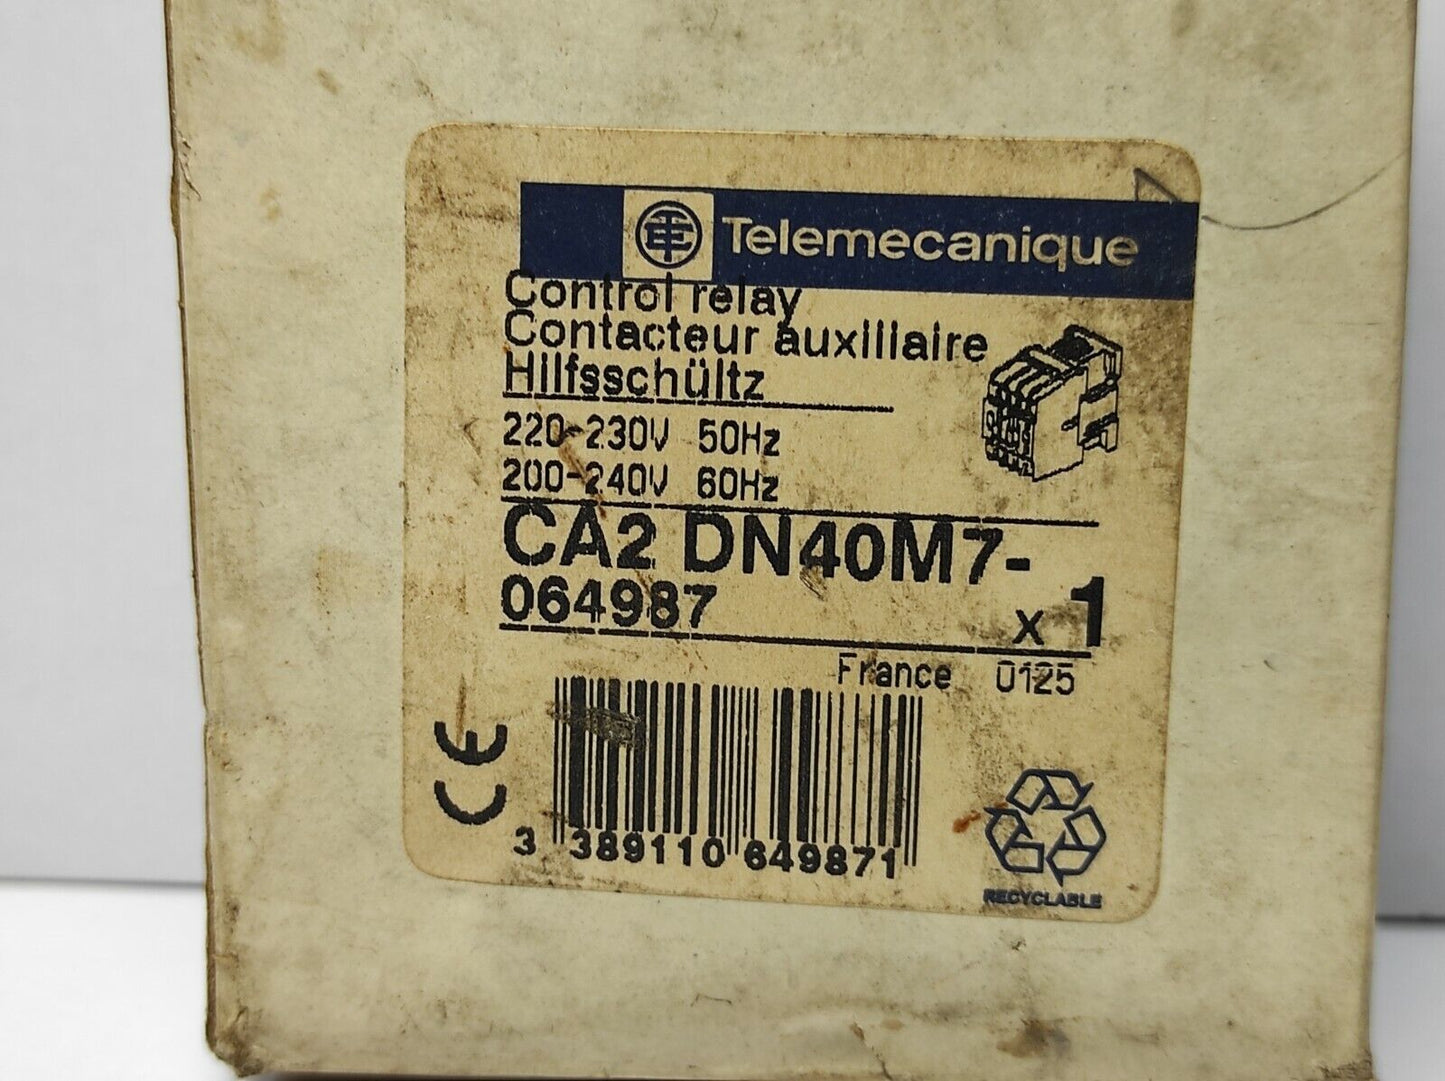 Telemecanique
Control relay
Contacteur auxiliaire
Hilfsschültz
220-230V 50Hz
200-240V 60Hz
CA2 DN40M7-
064987 x 1
France 0125
CE
3 389110 649871
RECYCLABLE